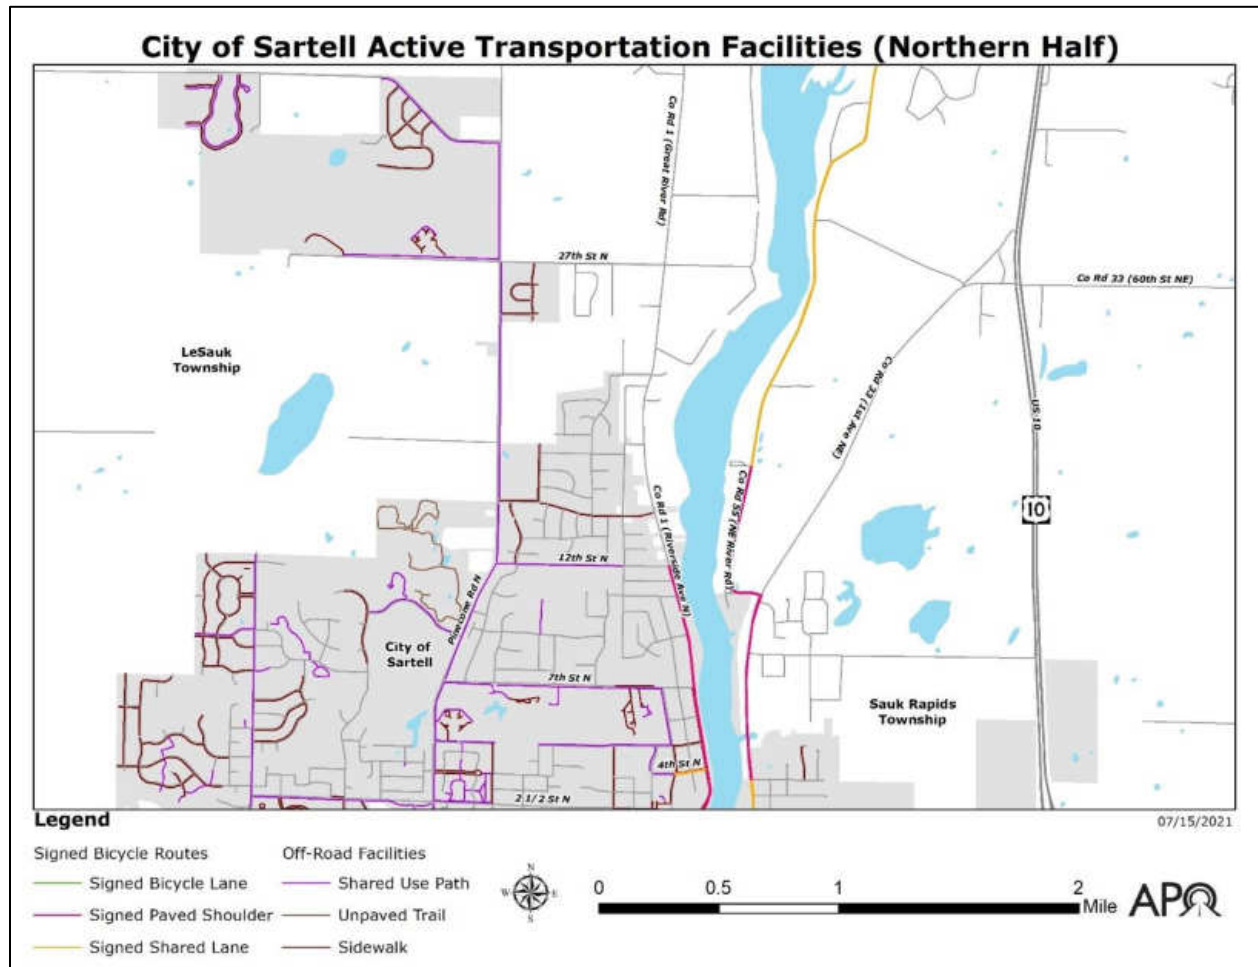 City of Sartell Active Transportation Facilities (Northern Half)
Co Rd 1 (Great River Rd)
27th St N
Co Rd 33 (60th St NE)
LeSauk
Township
Co Rd 33 (1st Ave NE)
US 10
10
Co Rd 1 (Riverside Ave N)
Co Rd 55 (NE River Rd)
12th St N
Pinecone Rd N
City of
Sartell
7th St N
Sauk Rapids
Township
4th St N
2 1/2 St N
Legend
07/15/2021
Signed Bicycle Routes
Off-Road Facilities
Signed Bicycle Lane
Shared Use Path
Signed Paved Shoulder
Unpaved Trail
Signed Shared Lane
Sidewalk
N
W
E
S
0 0.5 1 2
Mile
APO